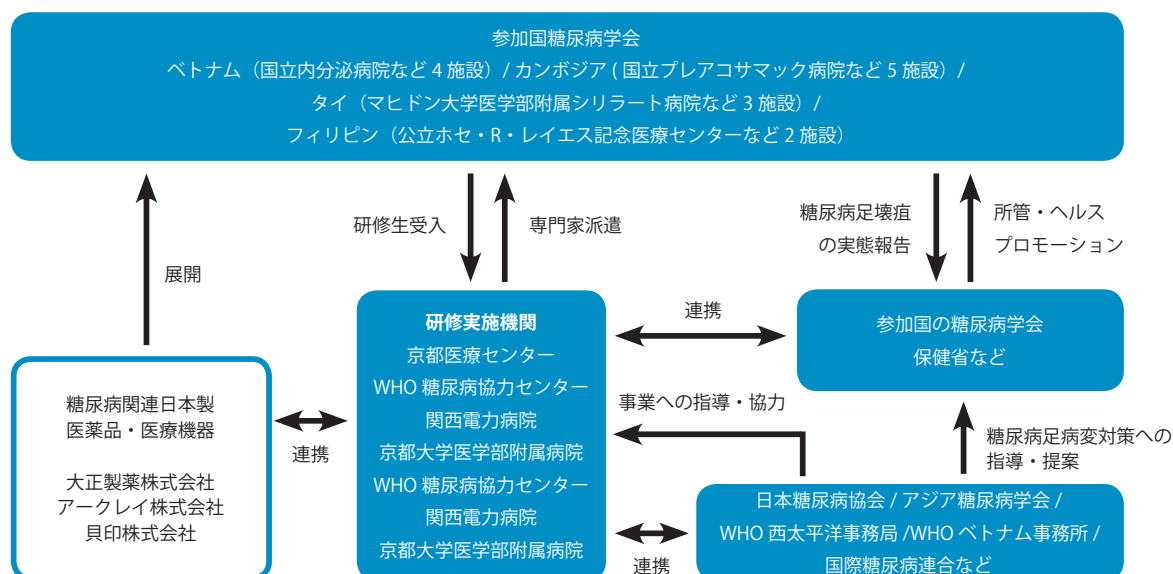 参加国糖尿病学会
ベトナム（国立内分泌病院など 4 施設）/ カンボジア ( 国立プレアコサマック病院など 5 施設）/
タイ（マヒドン大学医学部附属シリラート病院など 3 施設）/
フィリピン（公立ホセ・R・レイエス記念医療センターなど 2 施設）
展開
研修生受入
専門家派遣
糖尿病足壊疽
の実態報告
所管・ヘルス
プロモーション
糖尿病関連日本製
医薬品・医療機器
大正製薬株式会社
アークレイ株式会社
貝印株式会社
連携
研修実施機関
京都医療センター
WHO 糖尿病協力センター
関西電力病院
京都大学医学部附属病院
WHO 糖尿病協力センター
関西電力病院
京都大学医学部附属病院
連携
参加国の糖尿病学会
保健省など
事業への指導・協力
糖尿病足病変対策への
指導・提案
連携
日本糖尿病協会 / アジア糖尿病学会 /
WHO 西太平洋事務局 /WHO ベトナム事務所 /
国際糖尿病連合など